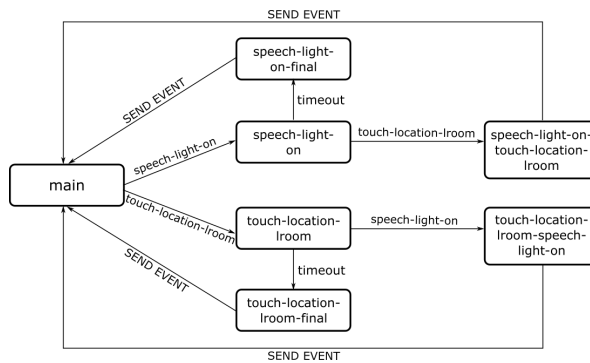 SEND EVENT
speech-light-
on-final
SEND EVENT
timeout
speech-light-on
speech-light-
on
touch-location-lroom
speech-light-on-
touch-location-
lroom
main
touch-location-lroom
touch-location-
lroom
speech-light-on
touch-location-
lroom-speech-
light-on
timeout
SEND EVENT
touch-location-
lroom-final
SEND EVENT